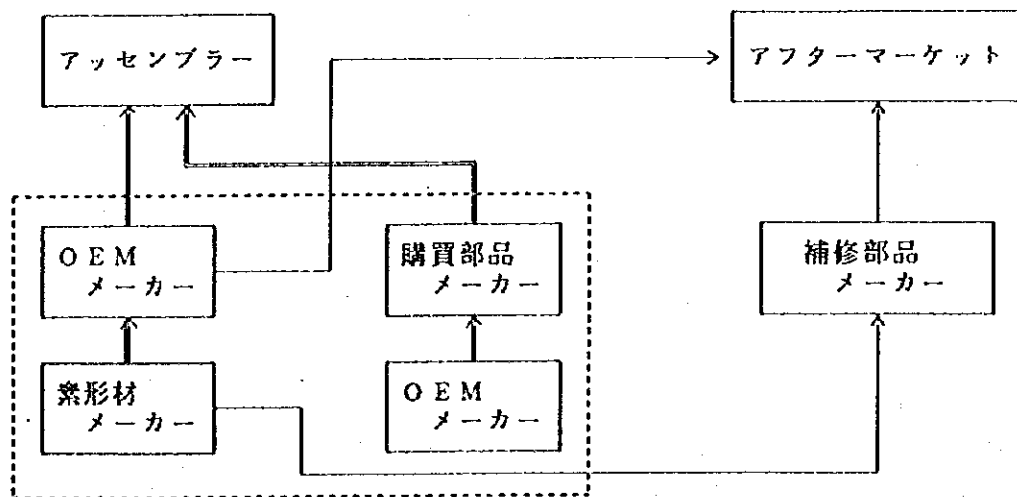 アッセンブラー
アフターマーケット
OEM
メーカー
購買部品
メーカー
補修部品
メーカー
素形材
メーカー
OEM
メーカー